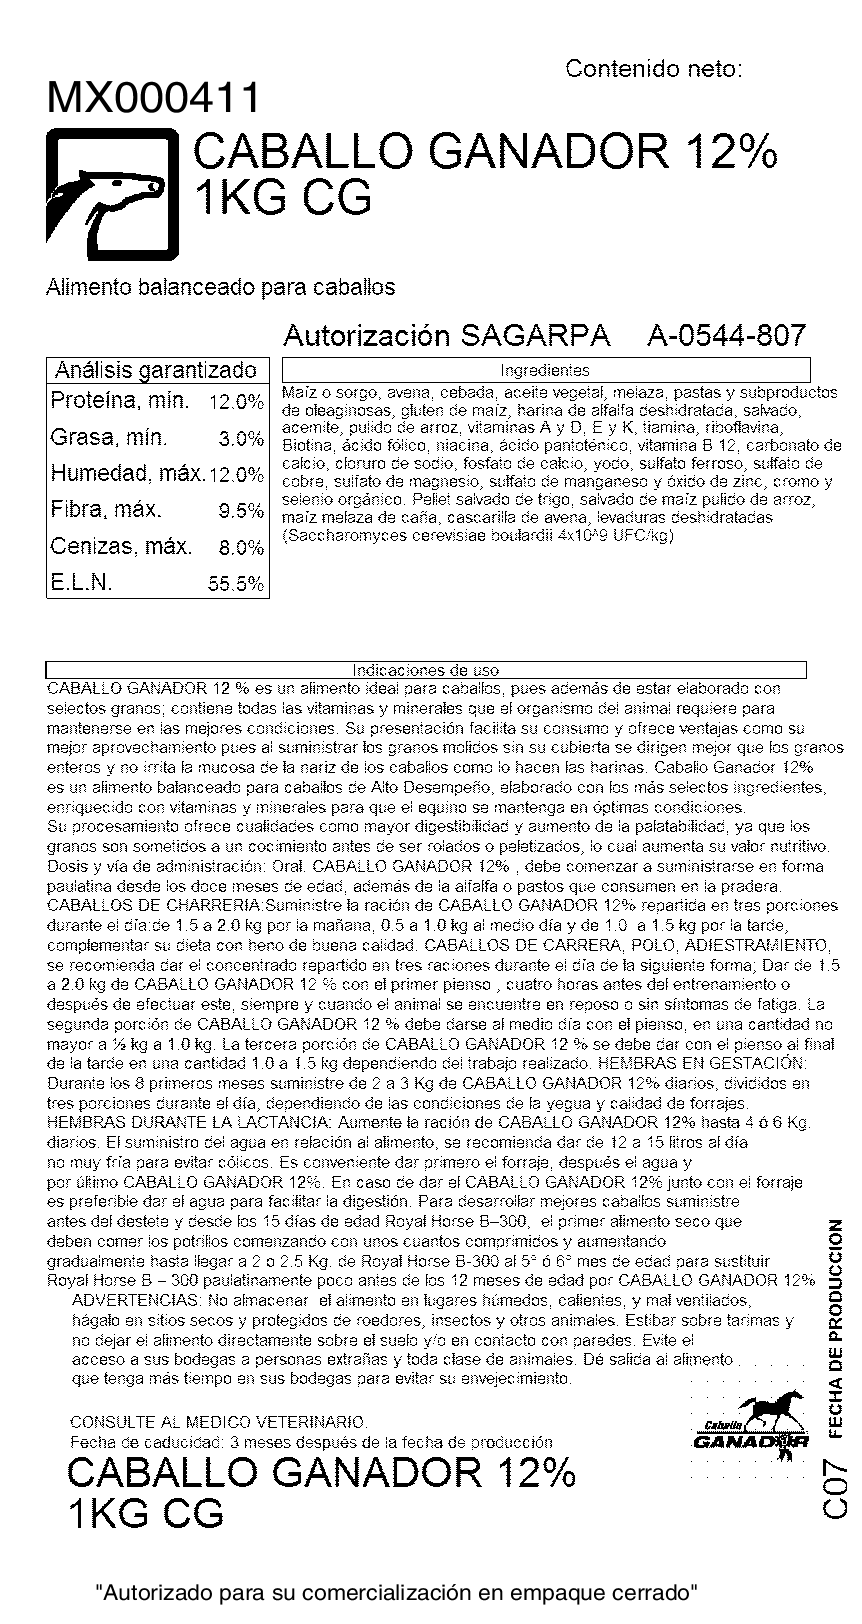 Contenido neto:
MX000411
CABALLO GANADOR 12%
1KG CG
Alimento balanceado para caballos
Autorización SAGARPA A-0544-807
Análisis garantizado
Proteína, mín. 12.0%
Grasa, mín. 3.0%
Humedad, máx. 12.0%
Fibra, máx. 9.5%
Cenizas, máx. 8.0%
E.L.N. 55.5%
Ingredientes
Maíz o sorgo, avena, cebada, aceite vegetal, melaza, pastas y subproductos
de oleaginosas, gluten de maíz, harina de alfalfa deshidratada, salvado,
acemite, pulido de arroz, vitaminas A y D, E y K, tiamina, riboflavina,
Biotina, ácido fólico, niacina, ácido pantoténico, vitamina B 12, carbonato de
calcio, cloruro de sodio, fosfato de calcio, yodo, sulfato ferroso, sulfato de
cobre, sulfato de magnesio, sulfato de manganeso y óxido de zinc, cromo y
selenio orgánico. Pellet salvado de trigo, salvado de maíz pulido de arroz,
maíz melaza de caña, cascarilla de avena, levaduras deshidratadas
(Saccharomyces cerevisiae boulardii 4x10^9 UFC/kg)
Indicaciones de uso
CABALLO GANADOR 12 % es un alimento ideal para caballos, pues además de estar elaborado con
selectos granos; contiene todas las vitaminas y minerales que el organismo del animal requiere para
mantenerse en las mejores condiciones. Su presentación facilita su consumo y ofrece ventajas como su
mejor aprovechamiento pues al suministrar los granos molidos sin su cubierta se dirigen mejor que los granos
enteros y no irrita la mucosa de la nariz de los caballos como lo hacen las harinas. Caballo Ganador 12%
es un alimento balanceado para caballos de Alto Desempeño, elaborado con los más selectos ingredientes,
enriquecido con vitaminas y minerales para que el equino se mantenga en óptimas condiciones.
Su procesamiento ofrece cualidades como mayor digestibilidad y aumento de la palatabilidad, ya que los
granos son sometidos a un cocimiento antes de ser rolados o peletizados, lo cual aumenta su valor nutritivo.
Dosis y vía de administración: Oral. CABALLO GANADOR 12% , debe comenzar a suministrarse en forma
paulatina desde los doce meses de edad, además de la alfalfa o pastos que consumen en la pradera.
CABALLOS DE CHARRERIA:Suministre la ración de CABALLO GANADOR 12% repartida en tres porciones
durante el día:de 1.5 a 2.0 kg por la mañana, 0.5 a 1.0 kg al medio día y de 1.0 a 1.5 kg por la tarde,
complementar su dieta con heno de buena calidad. CABALLOS DE CARRERA, POLO, ADIESTRAMIENTO,
se recomienda dar el concentrado repartido en tres raciones durante el día de la siguiente forma; Dar de 1.5
a 2.0 kg de CABALLO GANADOR 12 % con el primer pienso , cuatro horas antes del entrenamiento o
después de efectuar este, siempre y cuando el animal se encuentre en reposo o sin síntomas de fatiga. La
segunda porción de CABALLO GANADOR 12 % debe darse al medio día con el pienso, en una cantidad no
mayor a ½ kg a 1.0 kg. La tercera porción de CABALLO GANADOR 12 % se debe dar con el pienso al final
de la tarde en una cantidad 1.0 a 1.5 kg dependiendo del trabajo realizado. HEMBRAS EN GESTACIÓN:
Durante los 8 primeros meses suministre de 2 a 3 Kg de CABALLO GANADOR 12% diarios, divididos en
tres porciones durante el día, dependiendo de las condiciones de la yegua y calidad de forrajes.
HEMBRAS DURANTE LA LACTANCIA: Aumente la ración de CABALLO GANADOR 12% hasta 4 ó 6 Kg.
diarios. El suministro del agua en relación al alimento, se recomienda dar de 12 a 15 litros al día
no muy fría para evitar cólicos. Es conveniente dar primero el forraje, después el agua y
por último CABALLO GANADOR 12%. En caso de dar el CABALLO GANADOR 12% junto con el forraje
es preferible dar el agua para facilitar la digestión. Para desarrollar mejores caballos suministre
antes del destete y desde los 15 días de edad Royal Horse B–300, el primer alimento seco que
deben comer los potrillos comenzando con unos cuantos comprimidos y aumentando
gradualmente hasta llegar a 2 o 2.5 Kg. de Royal Horse B-300 al 5° ó 6° mes de edad para sustituir
Royal Horse B – 300 paulatinamente poco antes de los 12 meses de edad por CABALLO GANADOR 12%
ADVERTENCIAS: No almacenar el alimento en lugares húmedos, calientes, y mal ventilados,
hágalo en sitios secos y protegidos de roedores, insectos y otros animales. Estibar sobre tarimas y
no dejar el alimento directamente sobre el suelo y/o en contacto con paredes. Evite el
acceso a sus bodegas a personas extrañas y toda clase de animales. Dé salida al alimento
que tenga más tiempo en sus bodegas para evitar su envejecimiento.
CONSULTE AL MEDICO VETERINARIO.
Fecha de caducidad: 3 meses después de la fecha de producción
CABALLO GANADOR 12%
1KG CG
Caballo
GANADOR
FECHA DE PRODUCCION
C07
"Autorizado para su comercialización en empaque cerrado"